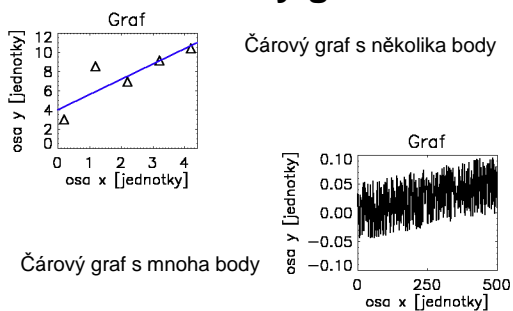 Graf
12
10
8
6
4
2
0
osa y [jednotky]
0 1 2 3 4
osa x [jednotky]
Čárový graf s několika body
Graf
0.10
0.05
0.00
−0.05
−0.10
osa y [jednotky]
0 250 500
osa x [jednotky]
Čárový graf s mnoha body